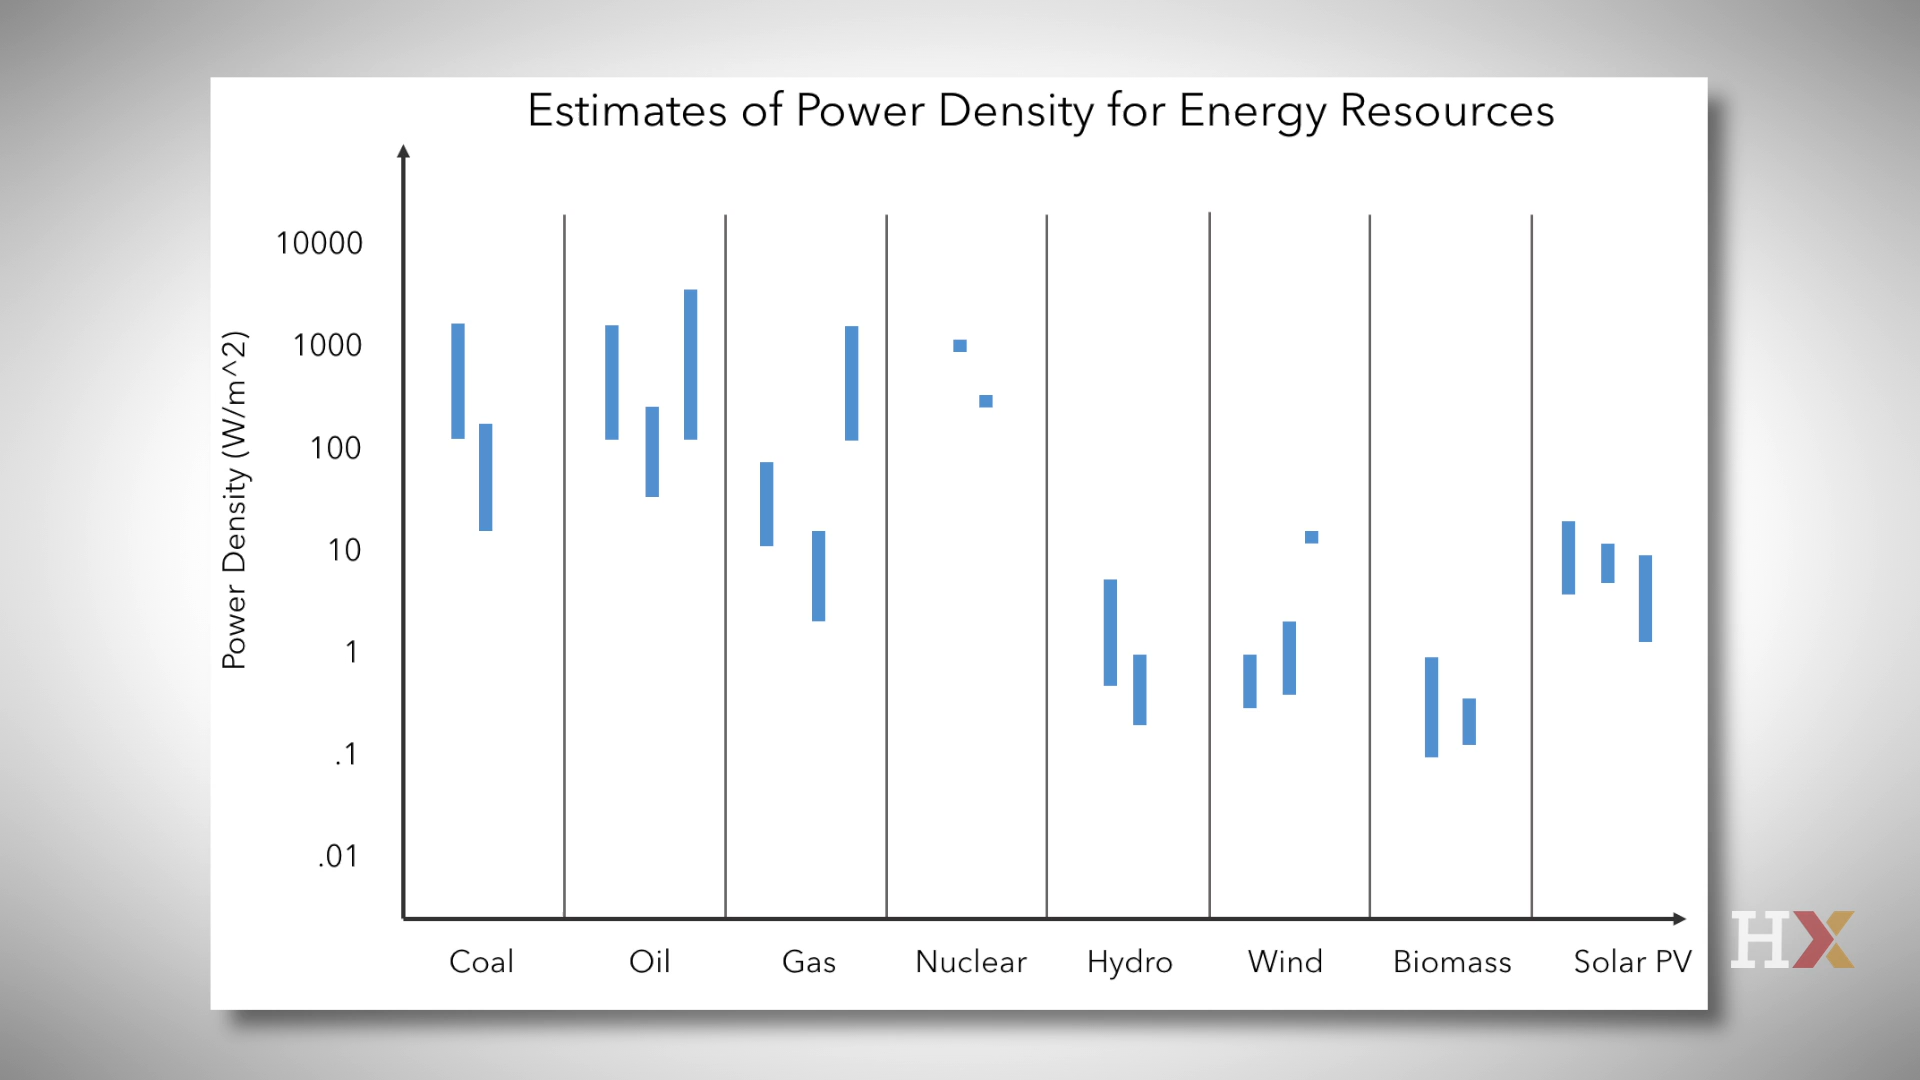 Estimates of Power Density for Energy Resources
Power Density (W/m^2)
10000
1000
100
10
1
.1
.01
Coal Oil Gas Nuclear Hydro Wind Biomass Solar PV
HX